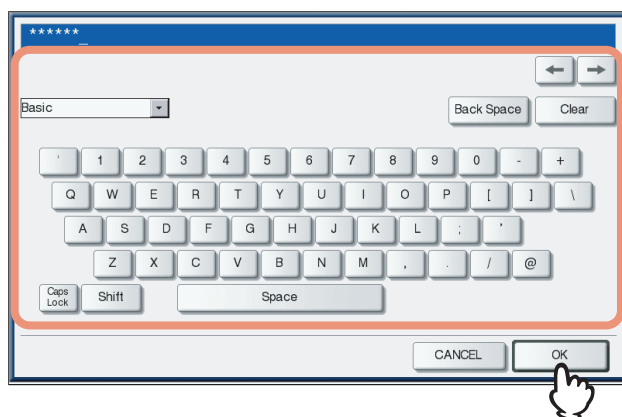 ******_
← →
Basic Back Space Clear
' 1 2 3 4 5 6 7 8 9 0 - +
Q W E R T Y U I O P [ ] \
A S D F G H J K L ; '
Z X C V B N M , . / @
Caps Lock Shift Space
CANCEL OK